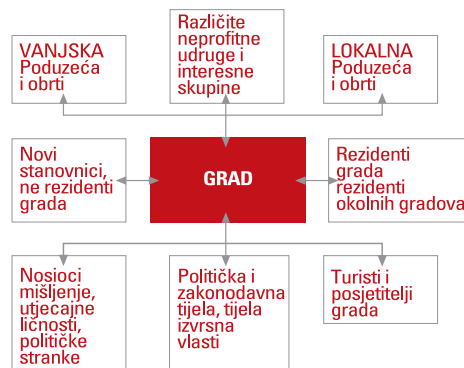 VANJSKA
Poduzeća
i obrti
Različite
neprofitne
udruge i
interesne
skupine
LOKALNA
Poduzeća
i obrti
Novi
stanovnici,
ne rezidenti
grada
GRAD
Rezidenti
grada
rezidenti
okolnih gradova
Nosioci
mišljenje,
utjecajne
ličnosti,
političke
stranke
Politička i
zakonodavna
tijela, tijela
izvrsna
vlasti
Turisti i
posjetitelji
grada